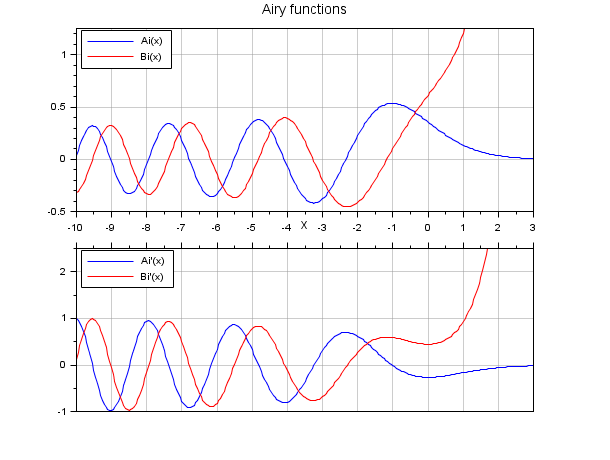 Airy functions
Ai(x)
Bi(x)
1
0.5
0
-0.5
-10 -9 -8 -7 -6 -5 -4 -3 -2 -1 0 1 2 3
X
Ai'(x)
Bi'(x)
2
1
0
-1